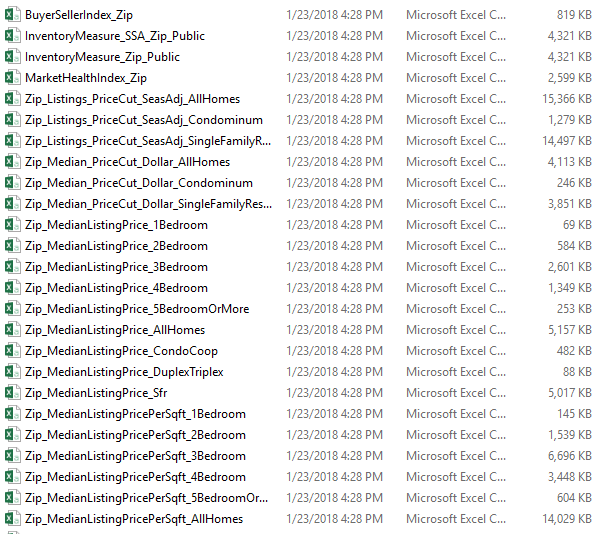 BuyerSellerIndex_Zip 1/23/2018 4:28 PM Microsoft Excel C... 819 KB
InventoryMeasure_SSA_Zip_Public 1/23/2018 4:28 PM Microsoft Excel C... 4,321 KB
InventoryMeasure_Zip_Public 1/23/2018 4:28 PM Microsoft Excel C... 4,321 KB
MarketHealthIndex_Zip 1/23/2018 4:28 PM Microsoft Excel C... 2,599 KB
Zip_Listings_PriceCut_SeasAdj_AllHomes 1/23/2018 4:28 PM Microsoft Excel C... 15,366 KB
Zip_Listings_PriceCut_SeasAdj_Condominum 1/23/2018 4:28 PM Microsoft Excel C... 1,279 KB
Zip_Listings_PriceCut_SeasAdj_SingleFamilyR... 1/23/2018 4:28 PM Microsoft Excel C... 14,497 KB
Zip_Median_PriceCut_Dollar_AllHomes 1/23/2018 4:28 PM Microsoft Excel C... 4,113 KB
Zip_Median_PriceCut_Dollar_Condominum 1/23/2018 4:28 PM Microsoft Excel C... 246 KB
Zip_Median_PriceCut_Dollar_SingleFamilyRes... 1/23/2018 4:28 PM Microsoft Excel C... 3,851 KB
Zip_MedianListingPrice_1Bedroom 1/23/2018 4:28 PM Microsoft Excel C... 69 KB
Zip_MedianListingPrice_2Bedroom 1/23/2018 4:28 PM Microsoft Excel C... 584 KB
Zip_MedianListingPrice_3Bedroom 1/23/2018 4:28 PM Microsoft Excel C... 2,601 KB
Zip_MedianListingPrice_4Bedroom 1/23/2018 4:28 PM Microsoft Excel C... 1,349 KB
Zip_MedianListingPrice_5BedroomOrMore 1/23/2018 4:28 PM Microsoft Excel C... 253 KB
Zip_MedianListingPrice_AllHomes 1/23/2018 4:28 PM Microsoft Excel C... 5,157 KB
Zip_MedianListingPrice_CondoCoop 1/23/2018 4:28 PM Microsoft Excel C... 482 KB
Zip_MedianListingPrice_DuplexTriplex 1/23/2018 4:28 PM Microsoft Excel C... 88 KB
Zip_MedianListingPrice_Sfr 1/23/2018 4:28 PM Microsoft Excel C... 5,017 KB
Zip_MedianListingPricePerSqft_1Bedroom 1/23/2018 4:28 PM Microsoft Excel C... 145 KB
Zip_MedianListingPricePerSqft_2Bedroom 1/23/2018 4:28 PM Microsoft Excel C... 1,539 KB
Zip_MedianListingPricePerSqft_3Bedroom 1/23/2018 4:28 PM Microsoft Excel C... 6,696 KB
Zip_MedianListingPricePerSqft_4Bedroom 1/23/2018 4:28 PM Microsoft Excel C... 3,448 KB
Zip_MedianListingPricePerSqft_5BedroomOr... 1/23/2018 4:28 PM Microsoft Excel C... 604 KB
Zip_MedianListingPricePerSqft_AllHomes 1/23/2018 4:28 PM Microsoft Excel C... 14,029 KB